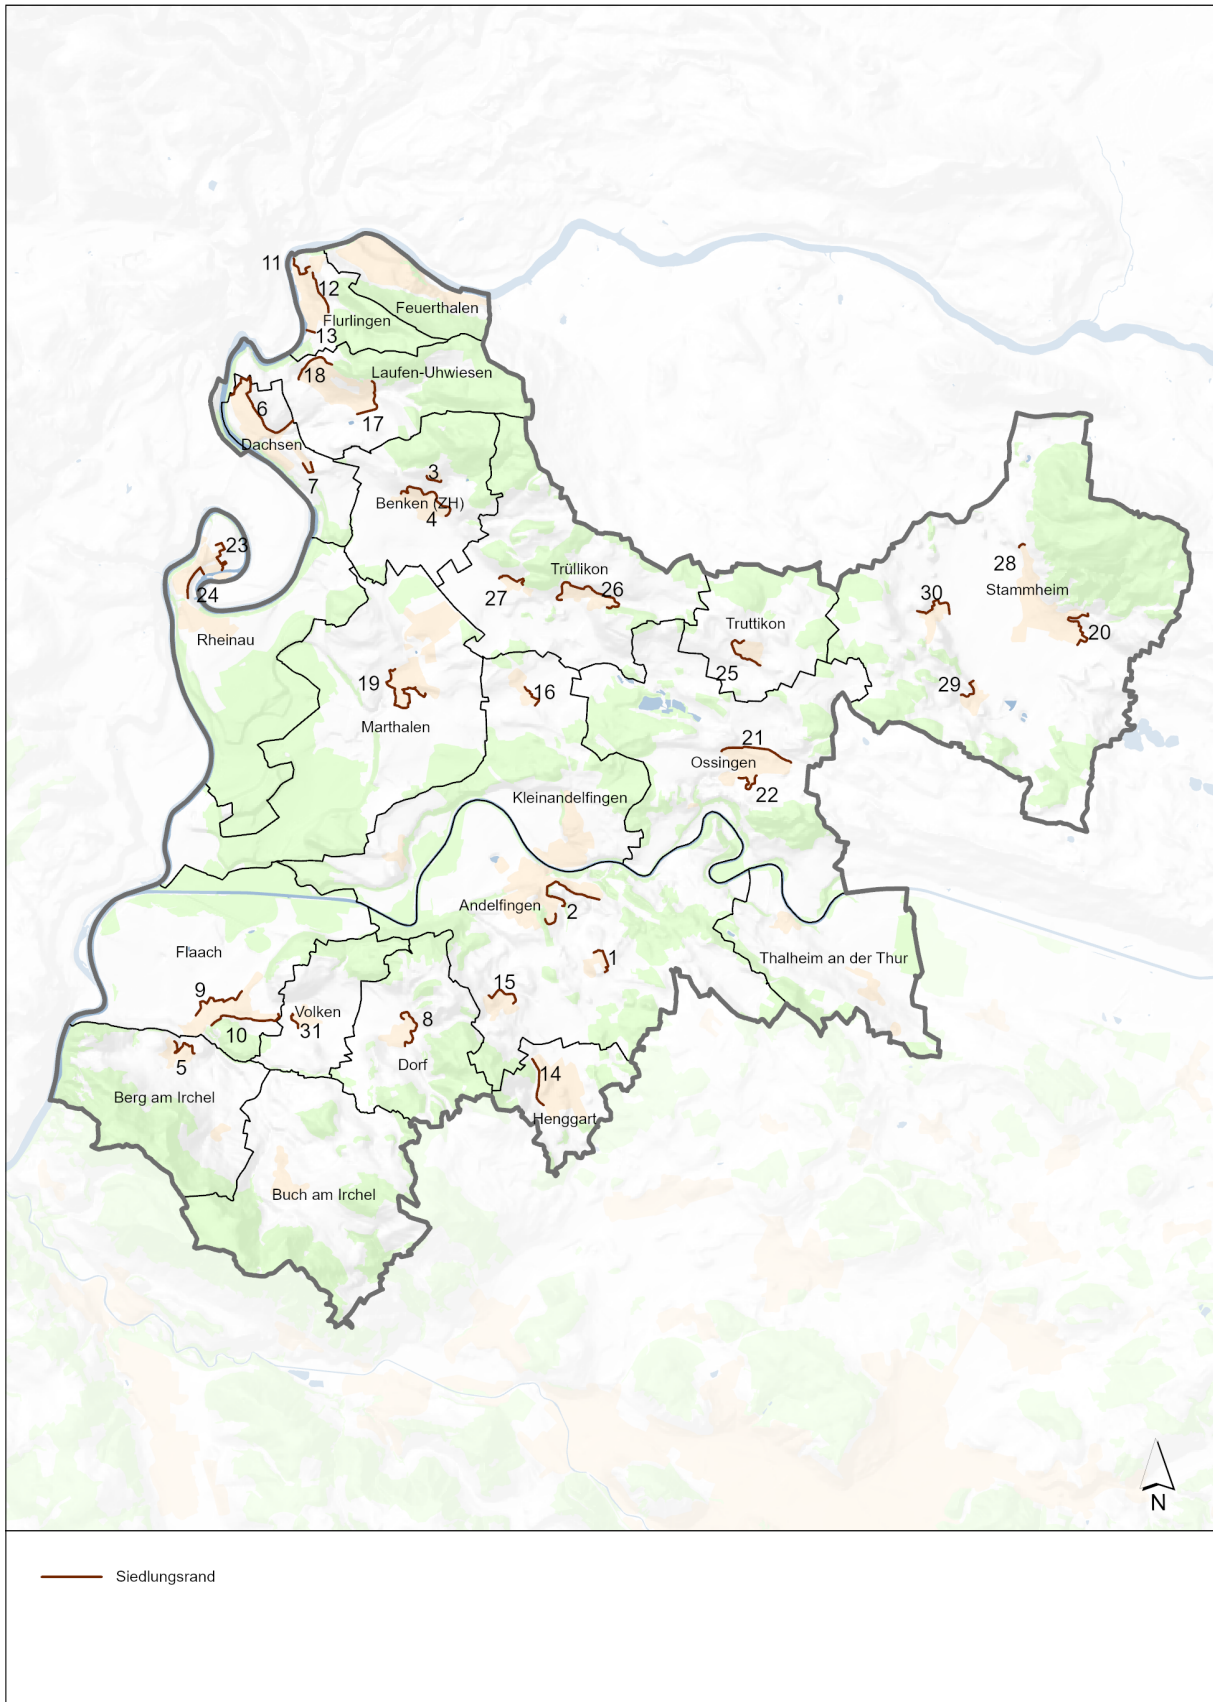 11
12
Feuerthalen
Flurlingen
13
18
Laufen-Uhwiesen
6
17
Dachsen
3
7
Benken (ZH)
4
23
28
Trüllikon
26
27
Stammheim
30
24
Truttikon
20
Rheinau
25
19
16
29
Marthalen
21
Ossingen
22
Kleinandelfingen
Andelfingen
2
Flaach
1
Thalheim an der Thur
15
9
Volken
8
10
31
Dorf
5
14
Berg am Irchel
Henggart
Buch am Irchel
N
Siedlungsrand